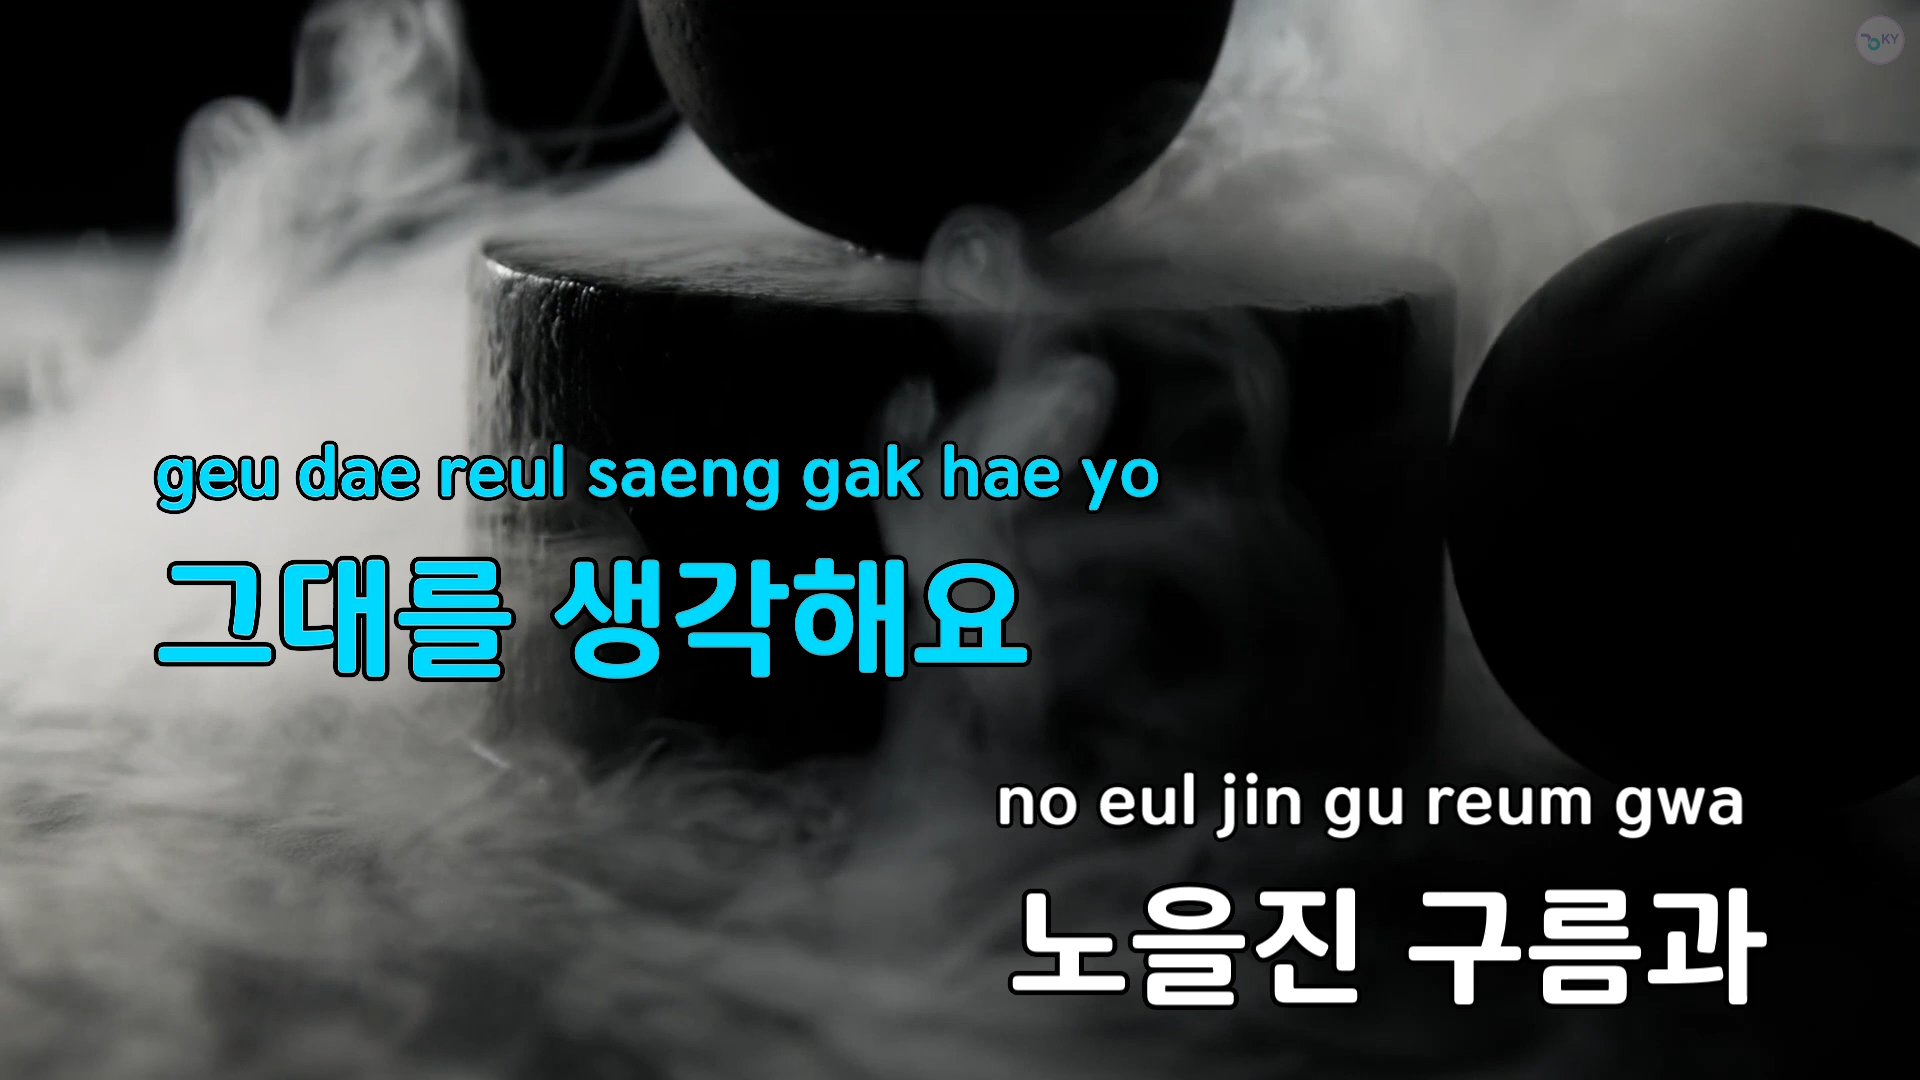 KY
geu dae reul saeng gak hae yo
그대를 생각해요
no eul jin gu reum gwa
노을진 구름과